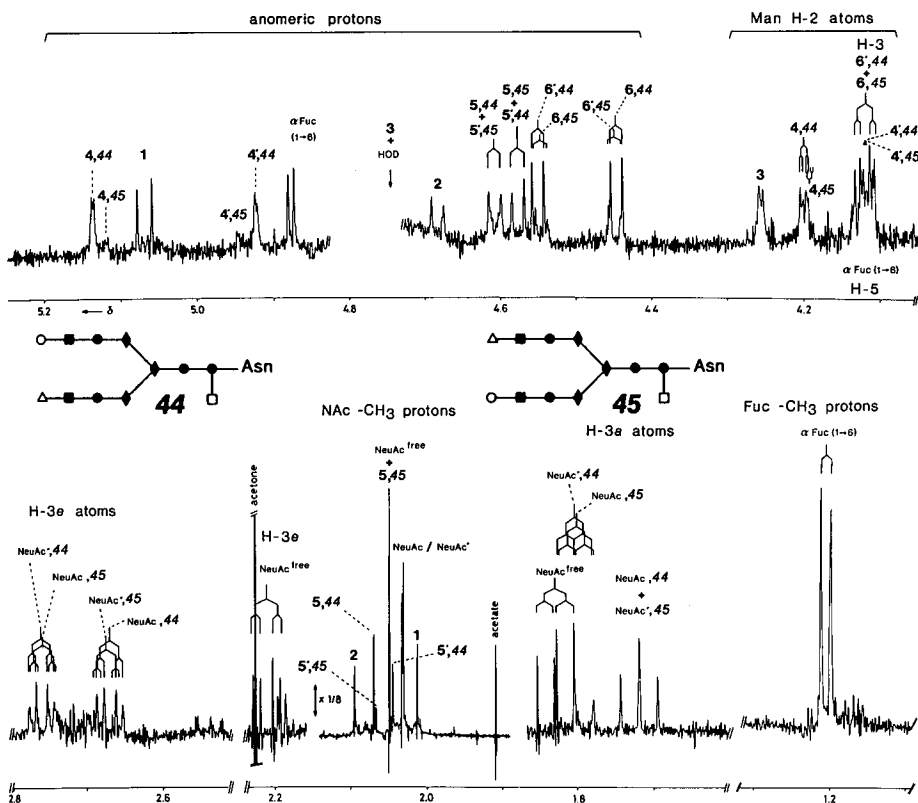 anomeric protons
Man H-2 atoms
H-3
6',44
+
6,45
α Fuc
(1→6)
3
+
HOD
5,44
+
5',45
5,45
+
5',44
6',44
6,45
6',45
6,44
4,44
4,45
1
4',44
4',45
2
3
4,44
4,45
4',44
4',45
α Fuc (1→6)
H-5
5.2
← δ
5.0
4.8
4.6
4.4
4.2
Asn
44
Asn
45
NAc -CH3 protons
Fuc -CH3 protons
α Fuc (1→6)
H-3a atoms
NeuAc free
+
5,45
acetone
H-3e atoms
H-3e
NeuAc free
NeuAc',44
NeuAc ,45
NeuAc',45
NeuAc ,44
NeuAc / NeuAc'
5,44
5',45
2
1
5',44
x 1/8
acetate
NeuAc',44
NeuAc ,45
NeuAc free
NeuAc ,44
+
NeuAc',45
2.8
2.6
2.2
2.0
1.8
1.2